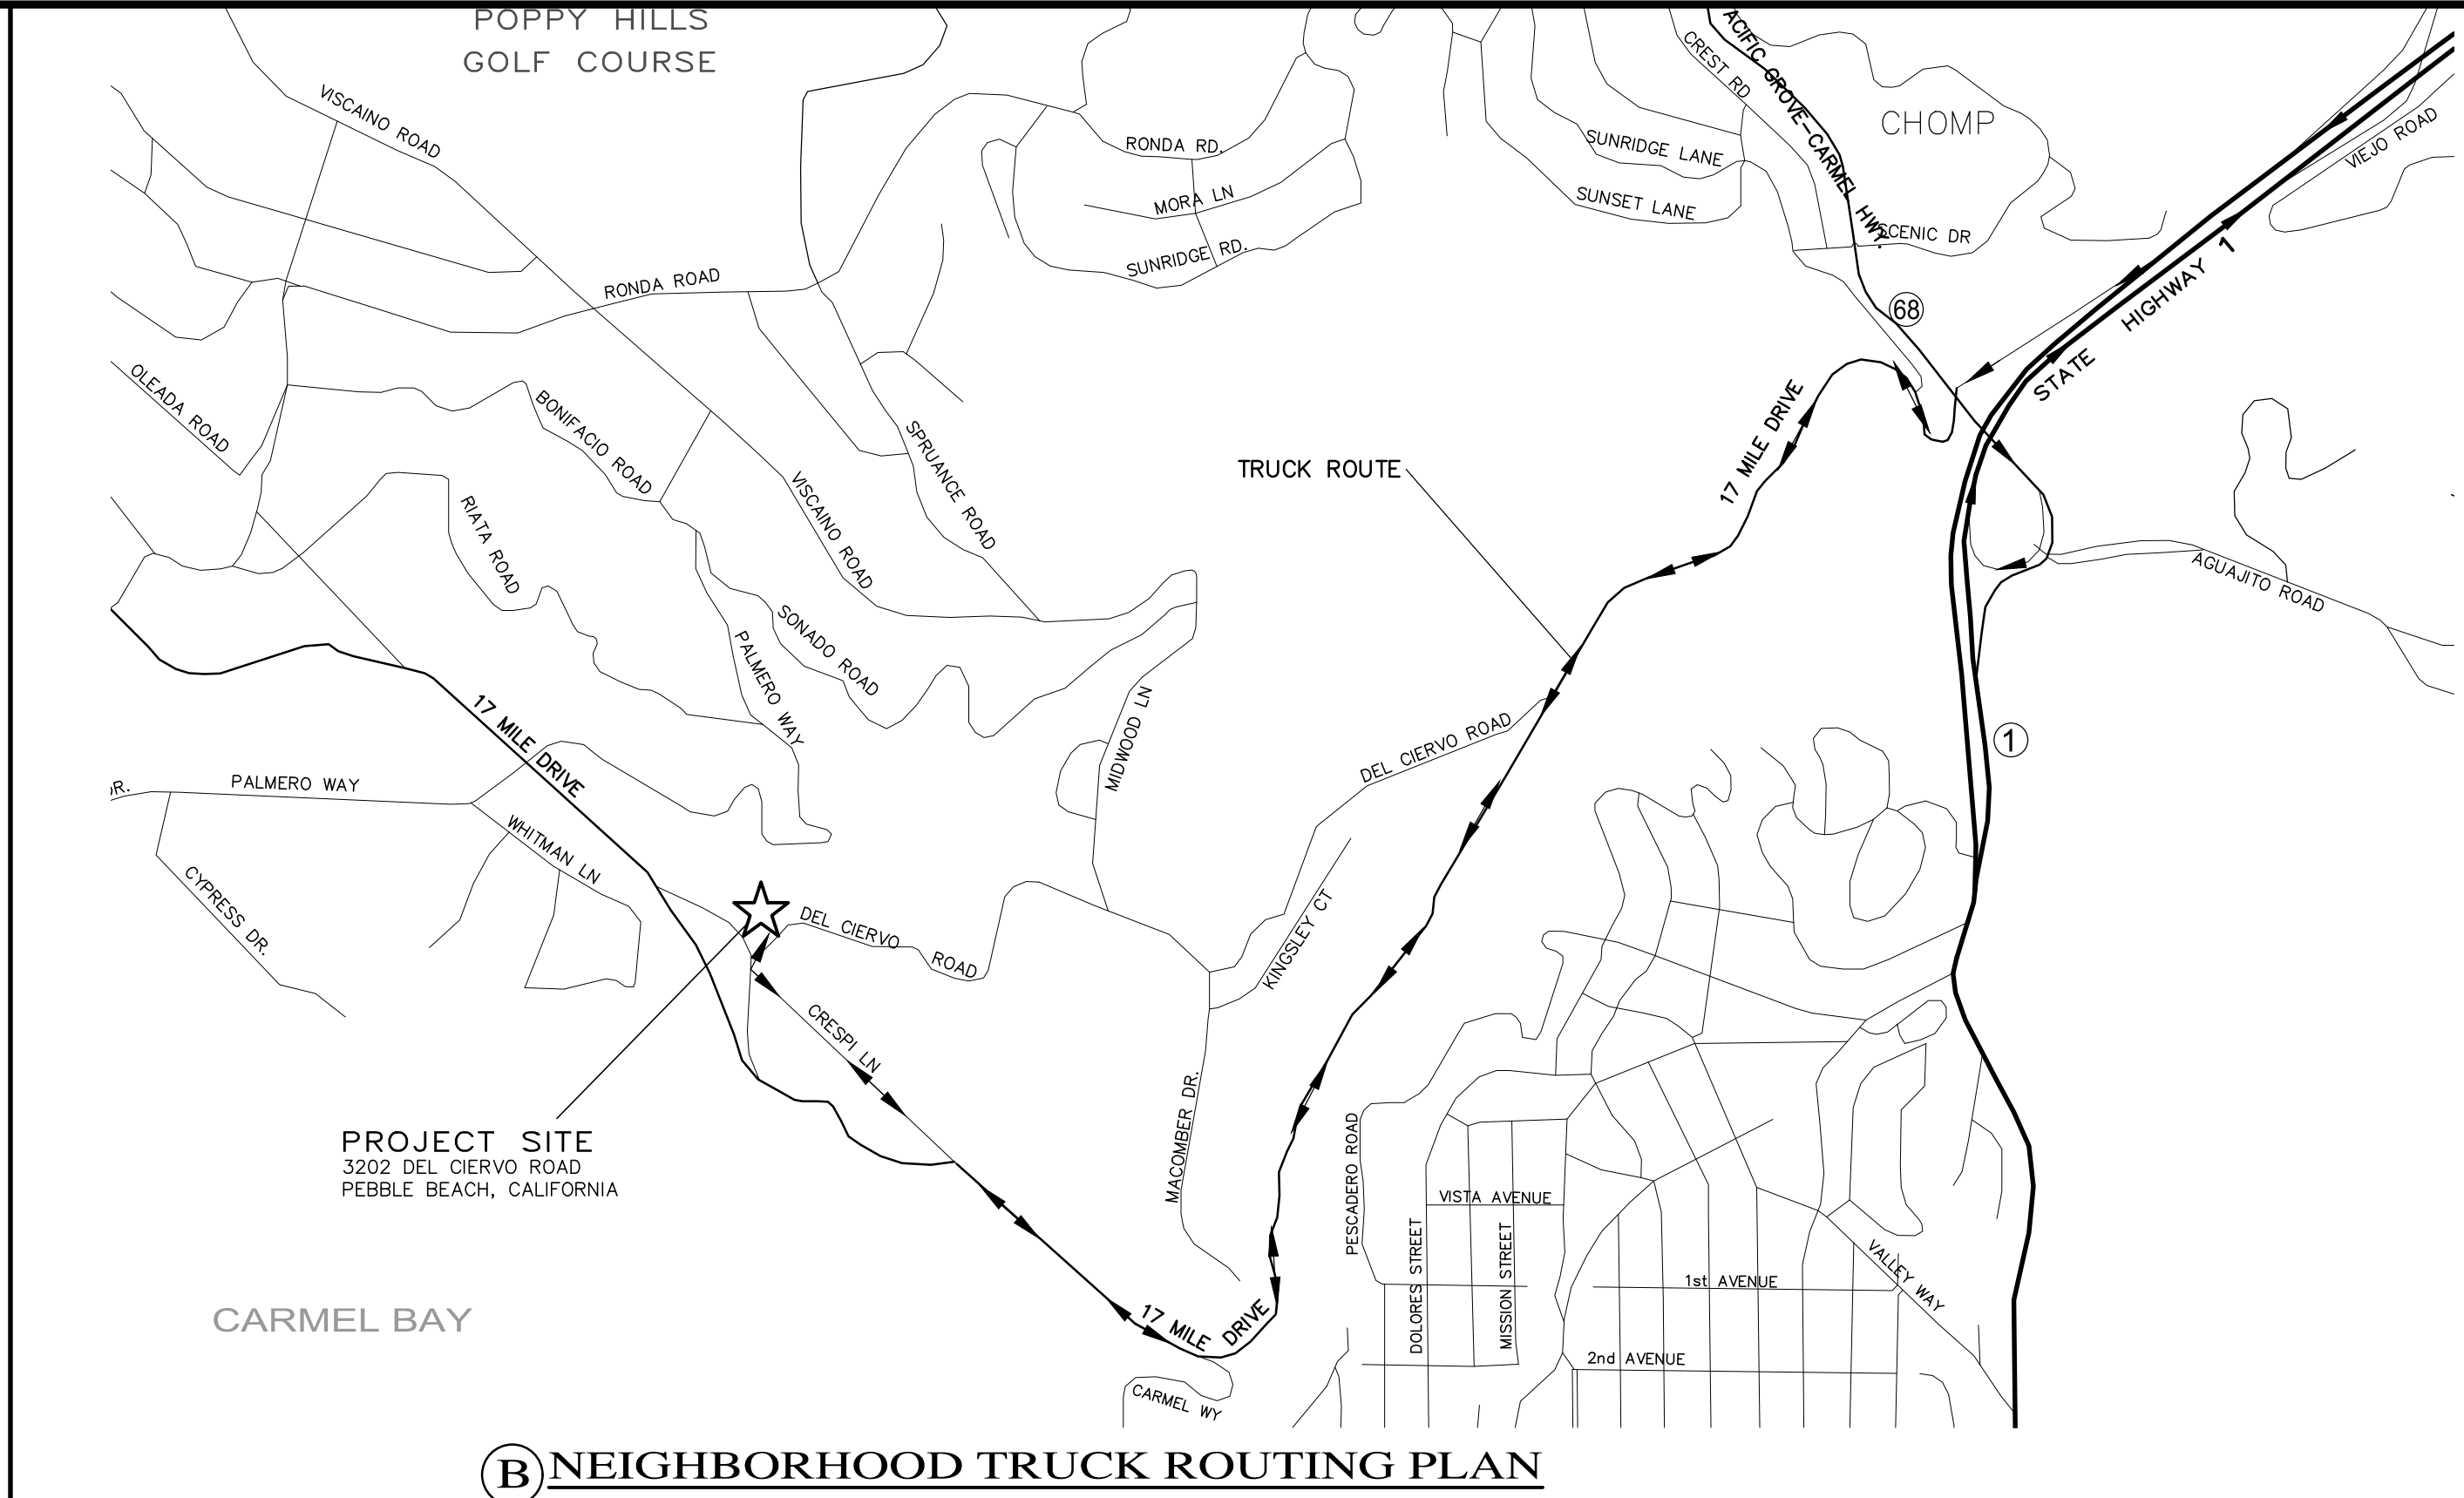 POPPY HILLS
GOLF COURSE
VISCAINO ROAD
RONDA RD.
MORA LN
SUNRIDGE RD.
RONDA ROAD
CREST RD
ACIFIC GROVE-CARMEL HWY.
CHOMP
SUNRIDGE LANE
SUNSET LANE
SCENIC DR
VIEJO ROAD
68
STATE HIGHWAY 1
OLEADA ROAD
BONIFACIO ROAD
RIATA ROAD
VISCAINO ROAD
SPRUANCE ROAD
TRUCK ROUTE
17 MILE DRIVE
AGUAJITO ROAD
SONADO ROAD
PALMERO WAY
MIDWOOD LN
DEL CIERVO ROAD
1
17 MILE DRIVE
DR.
PALMERO WAY
WHITMAN LN
CYPRESS DR.
DEL CIERVO ROAD
KINGSLEY CT
CRESPI LN
MACOMBER DR.
PESCADERO ROAD
PROJECT SITE
3202 DEL CIERVO ROAD
PEBBLE BEACH, CALIFORNIA
VISTA AVENUE
DOLORES STREET
MISSION STREET
1st AVENUE
VALLEY WAY
2nd AVENUE
CARMEL BAY
17 MILE DRIVE
CARMEL WY
B NEIGHBORHOOD TRUCK ROUTING PLAN